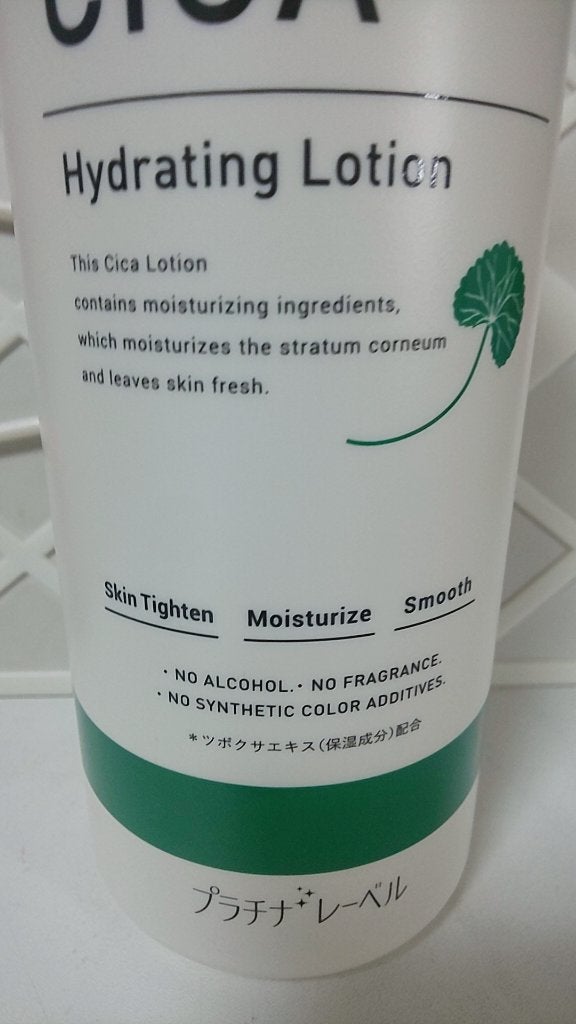 CICA
Hydrating Lotion
This Cica Lotion
contains moisturizing ingredients,
which moisturizes the stratum corneum
and leaves skin fresh.
Skin Tighten Moisturize Smooth
・NO ALCOHOL.・NO FRAGRANCE.
・NO SYNTHETIC COLOR ADDITIVES.
*ツボクサエキス(保湿成分)配合
プラチナレーベル